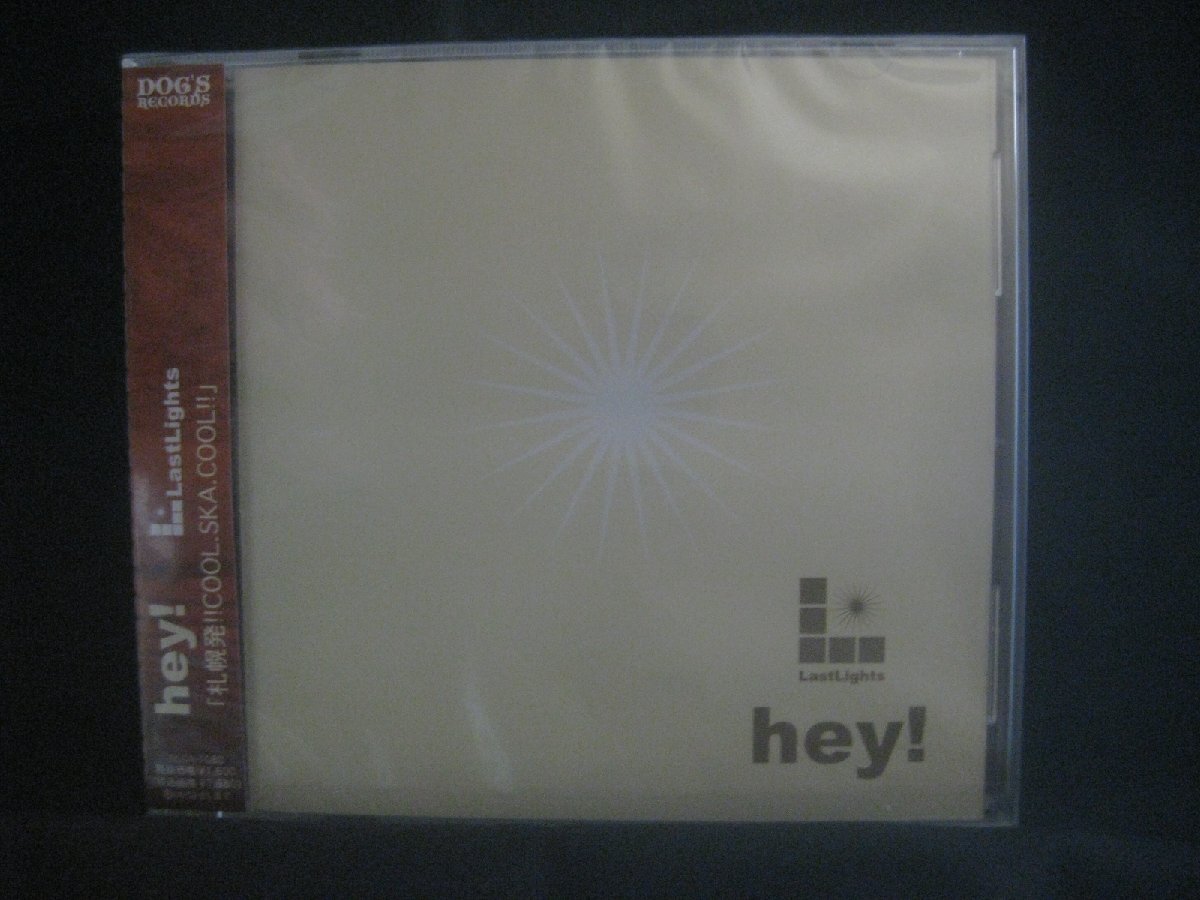 DOG'S
RECORDS
hey! LastLights
「札幌発!!COOL.SKA.COOL!!」
LastLights
hey!